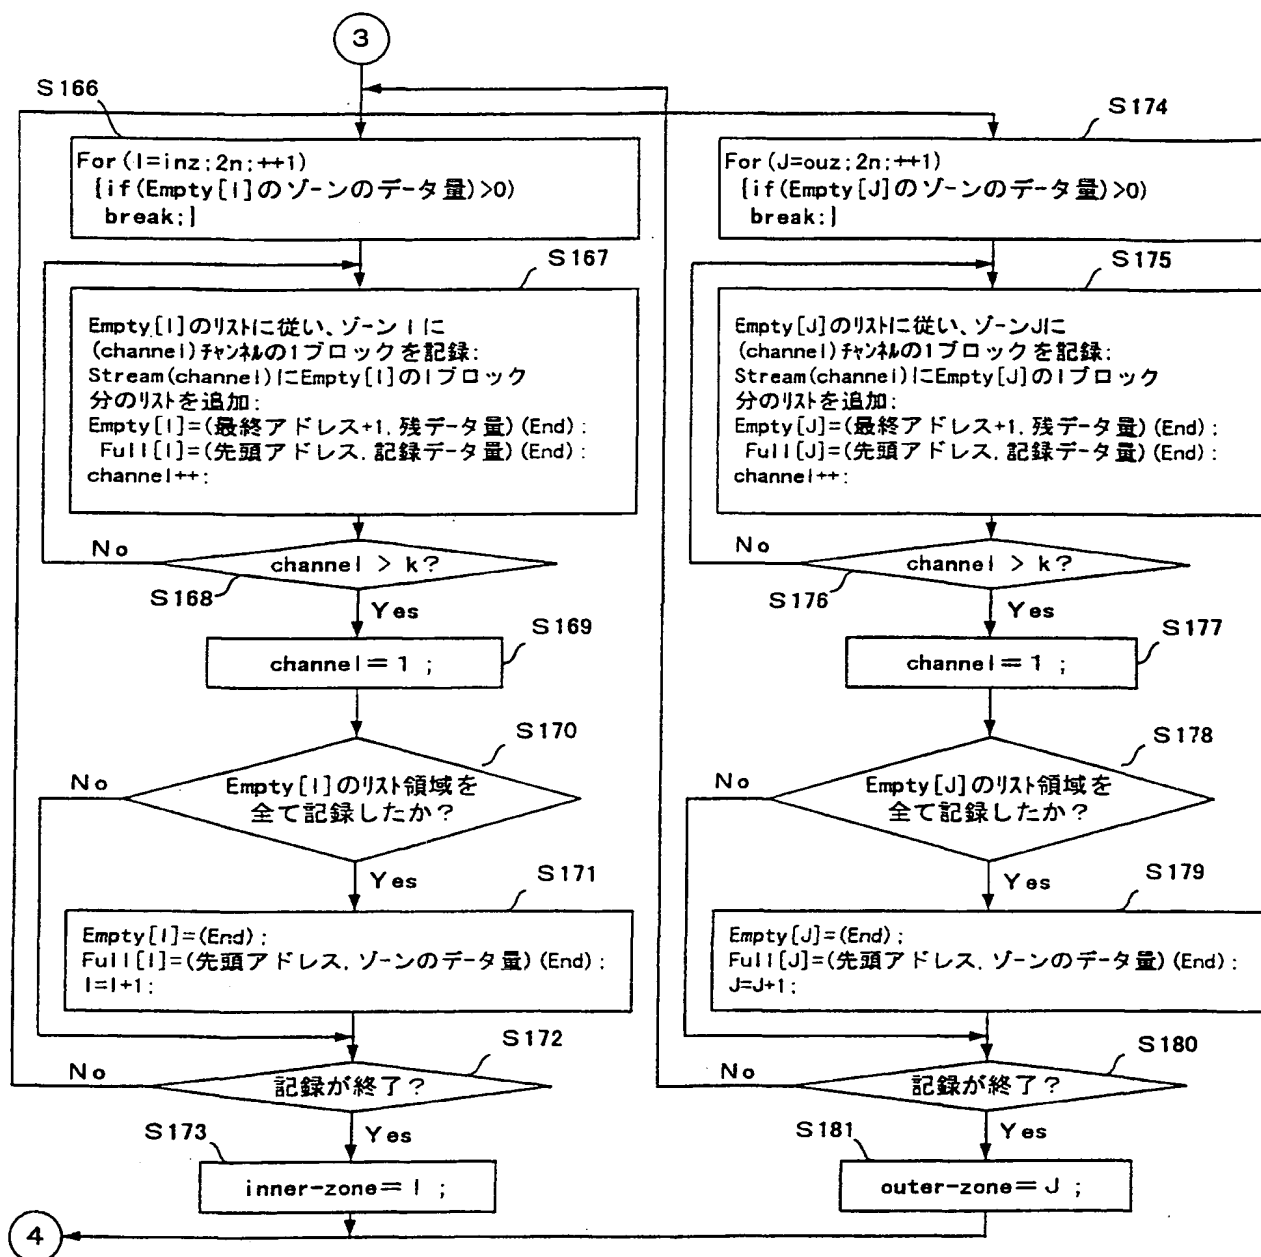 3
S166
For(I=inz;2n;++1)
{if(Empty[I]のゾーンのデータ量)>0)
break;}
S167
Empty[I]のリストに従い、ゾーンIに
(channel)チャンネルの1ブロックを記録:
Stream(channel)にEmpty[I]の1ブロック
分のリストを追加:
Empty[I]=(最終アドレス+1,残データ量)(End):
Full[I]=(先頭アドレス,記録データ量)(End):
channel++:
No
channel > k?
S168
Yes
S169
channel=1 ;
S170
No
Empty[I]のリスト領域を
全て記録したか?
Yes
S171
Empty[I]=(End);
Full[I]=(先頭アドレス,ゾーンのデータ量)(End):
I=I+1:
S172
No
記録が終了?
Yes
S173
inner-zone=I ;
4
S174
For(J=ouz;2n;++1)
{if(Empty[J]のゾーンのデータ量)>0)
break;}
S175
Empty[J]のリストに従い、ゾーンJに
(channel)チャンネルの1ブロックを記録:
Stream(channel)にEmpty[J]の1ブロック
分のリストを追加:
Empty[J]=(最終アドレス+1,残データ量)(End):
Full[J]=(先頭アドレス,記録データ量)(End):
channel++:
No
channel > k?
S176
Yes
S177
channel=1 ;
S178
No
Empty[J]のリスト領域を
全て記録したか?
Yes
S179
Empty[J]=(End);
Full[J]=(先頭アドレス,ゾーンのデータ量)(End):
J=J+1:
S180
No
記録が終了?
Yes
S181
outer-zone=J ;